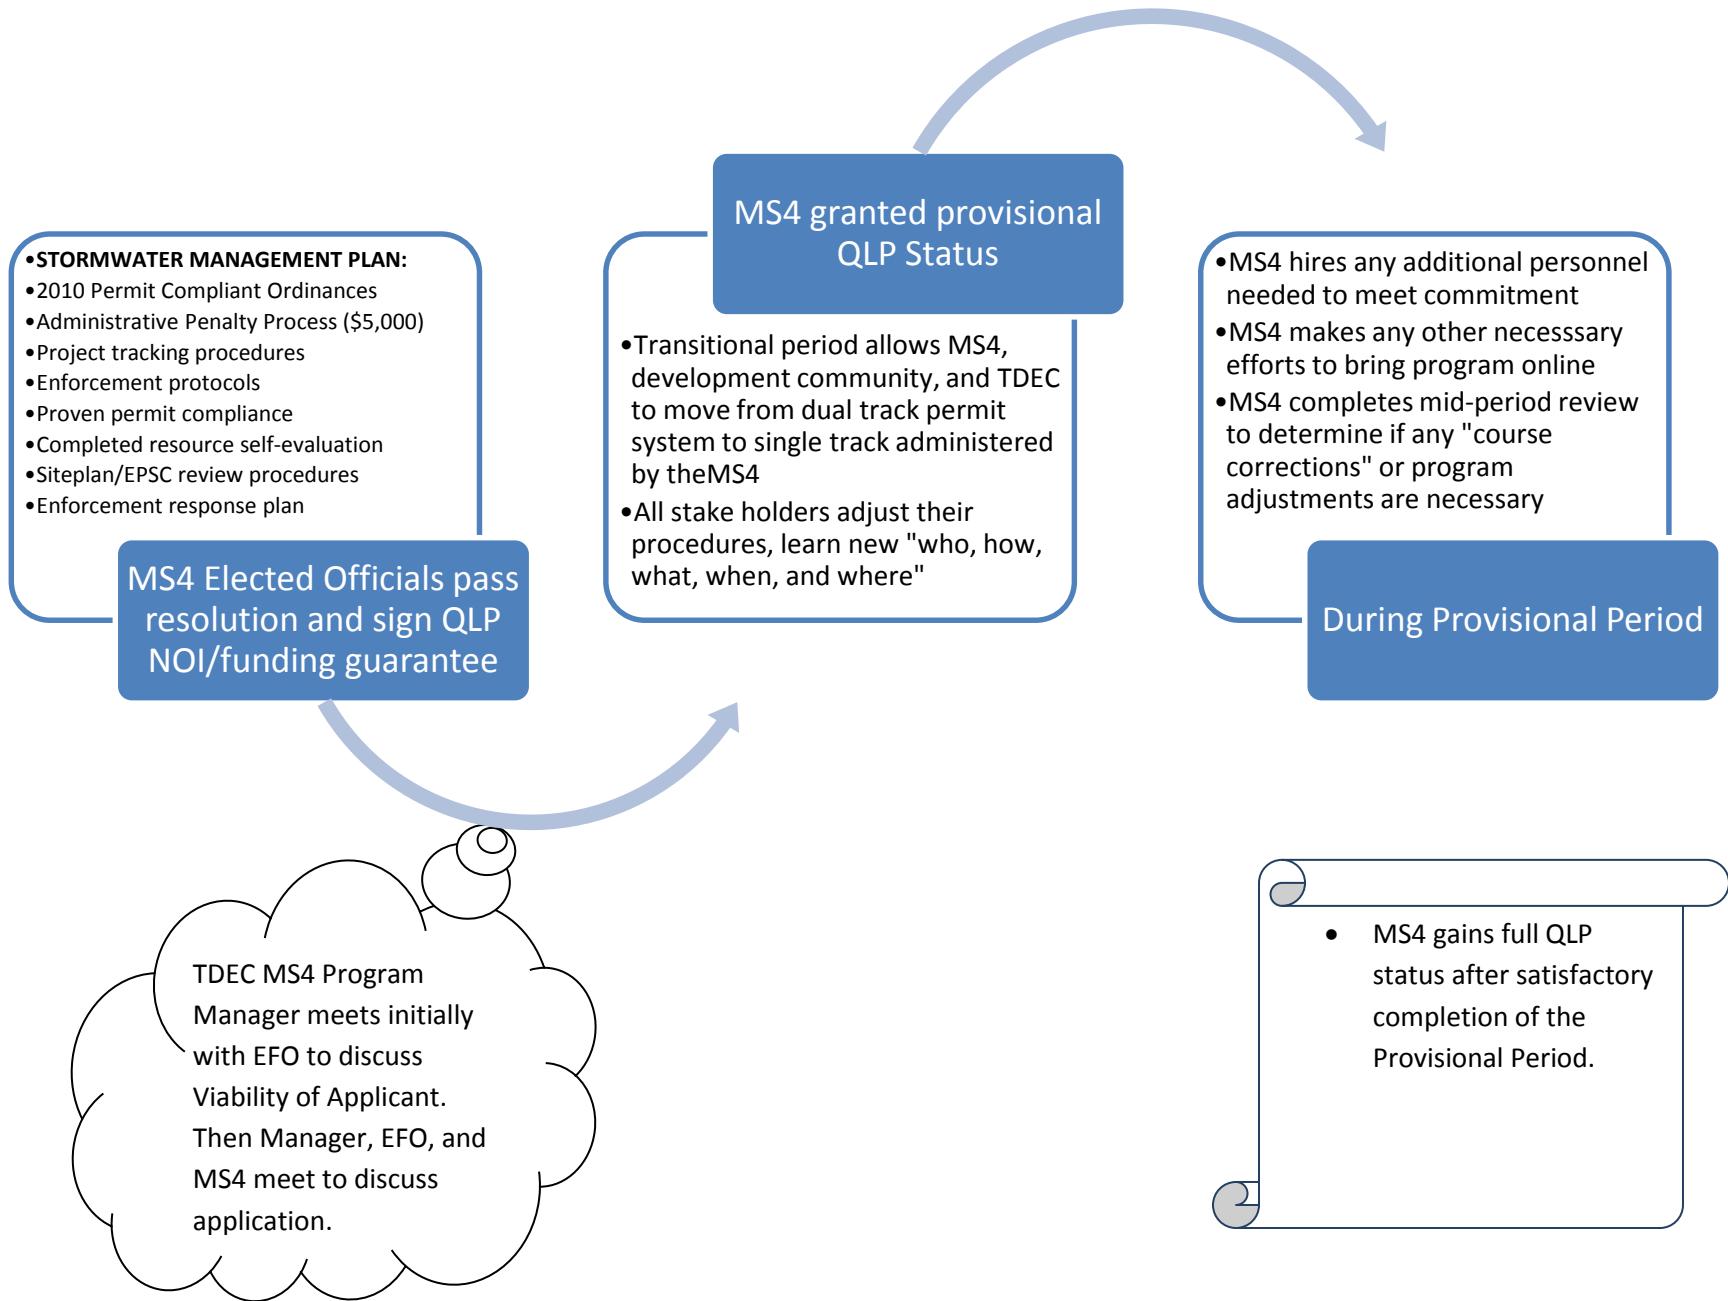 •STORMWATER MANAGEMENT PLAN:
•2010 Permit Compliant Ordinances
•Administrative Penalty Process ($5,000)
•Project tracking procedures
•Enforcement protocols
•Proven permit compliance
•Completed resource self-evaluation
•Siteplan/EPSC review procedures
•Enforcement response plan
MS4 Elected Officials pass
resolution and sign QLP
NOI/funding guarantee
TDEC MS4 Program
Manager meets initially
with EFO to discuss
Viability of Applicant.
Then Manager, EFO, and
MS4 meet to discuss
application.
MS4 granted provisional
QLP Status
•Transitional period allows MS4,
development community, and TDEC
to move from dual track permit
system to single track administered
by theMS4
•All stake holders adjust their
procedures, learn new "who, how,
what, when, and where"
•MS4 hires any additional personnel
needed to meet commitment
•MS4 makes any other necesssary
efforts to bring program online
•MS4 completes mid-period review
to determine if any "course
corrections" or program
adjustments are necessary
During Provisional Period
• MS4 gains full QLP
status after satisfactory
completion of the
Provisional Period.